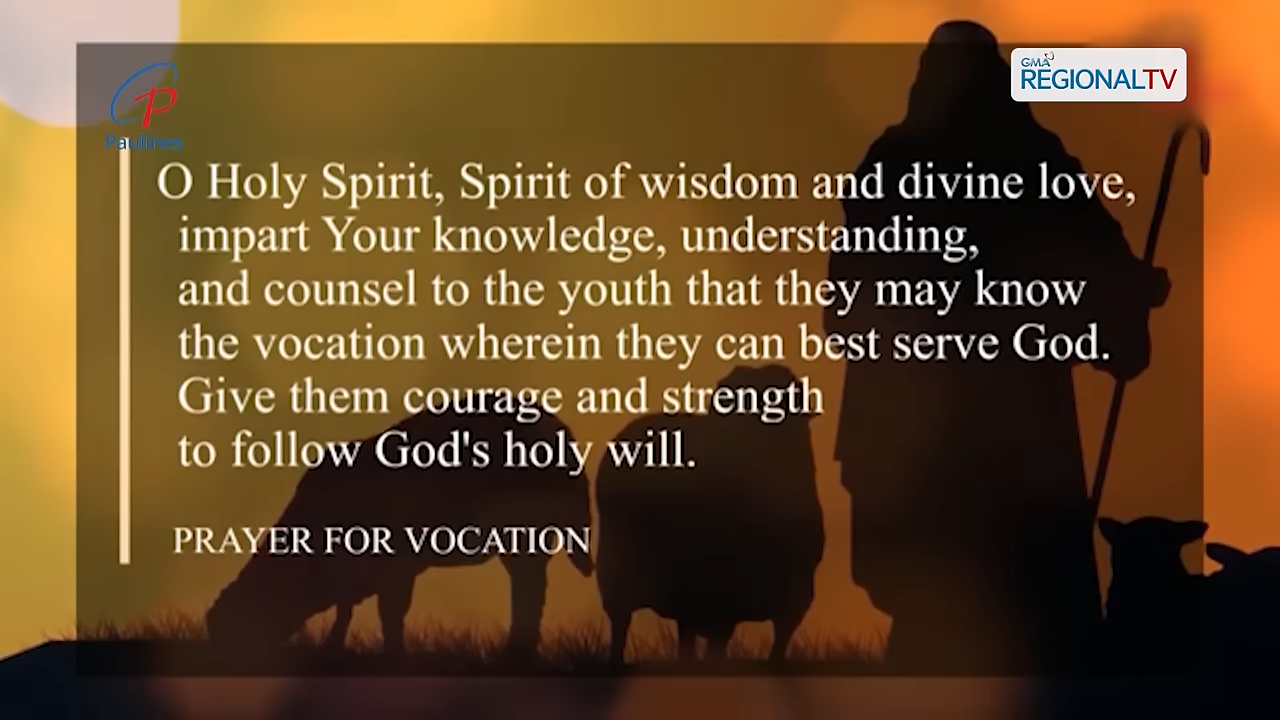 GMA
REGIONALTV
Paulines
O Holy Spirit, Spirit of wisdom and divine love,
impart Your knowledge, understanding,
and counsel to the youth that they may know
the vocation wherein they can best serve God.
Give them courage and strength
to follow God's holy will.
PRAYER FOR VOCATION